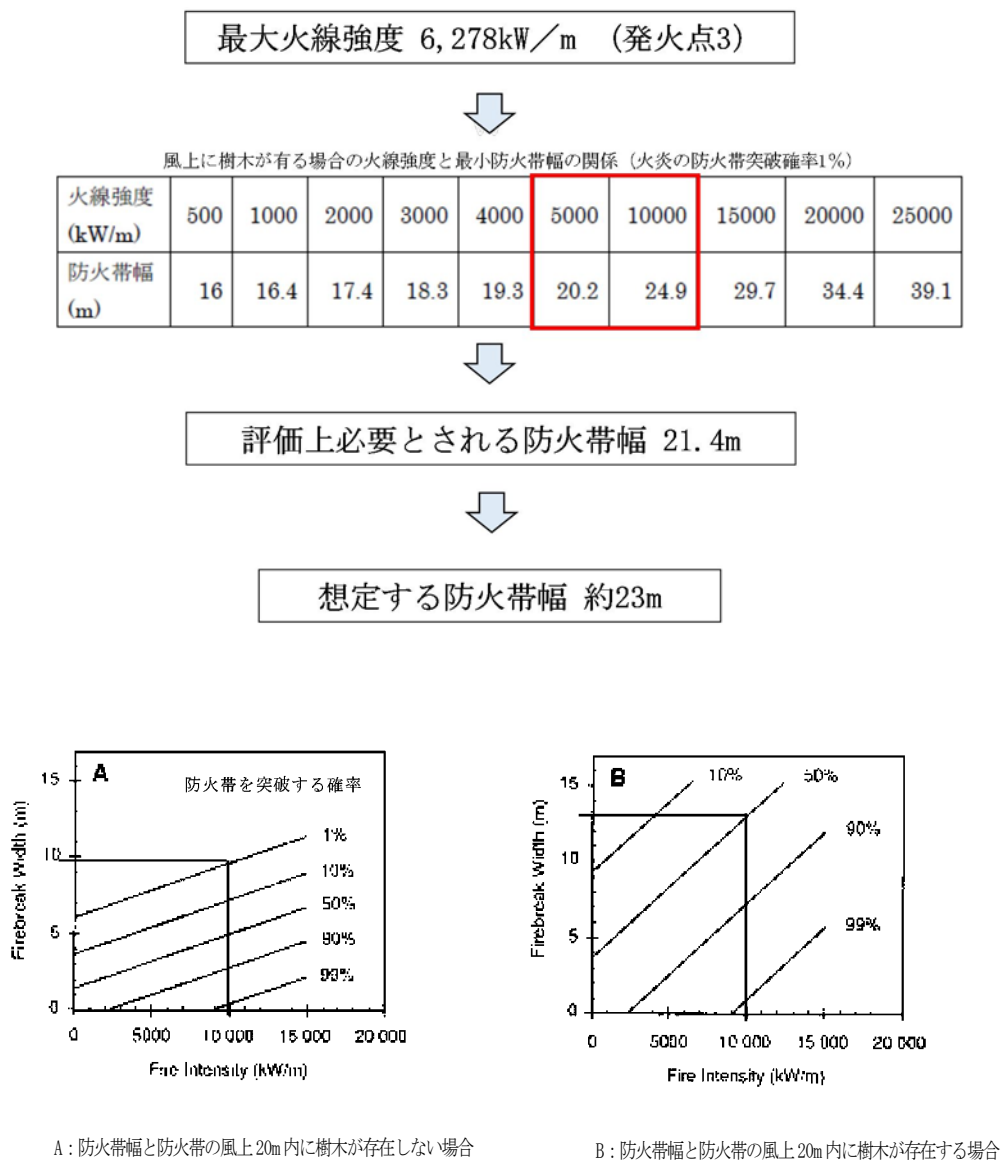 最大火線強度 6,278kW／m （発火点3）
風上に樹木が有る場合の火線強度と最小防火帯幅の関係（火炎の防火帯突破確率1％）
火線強度 (kW/m) 500 1000 2000 3000 4000 5000 10000 15000 20000 25000
防火帯幅 (m) 16 16.4 17.4 18.3 19.3 20.2 24.9 29.7 34.4 39.1
評価上必要とされる防火帯幅 21.4m
想定する防火帯幅 約23m
A
防火帯を突破する確率
Firebreak Width (m)
15
10
5
0
1%
10%
50%
90%
99%
0 5000 10 000 15 000 20 000
Fire Intensity (kW/m)
B
Firebreak Width (m)
15
10
5
0
10%
50%
90%
99%
0 5000 10 000 15 000 20 000
Fire Intensity (kW/m)
A：防火帯幅と防火帯の風上20m内に樹木が存在しない場合
B：防火帯幅と防火帯の風上20m内に樹木が存在する場合